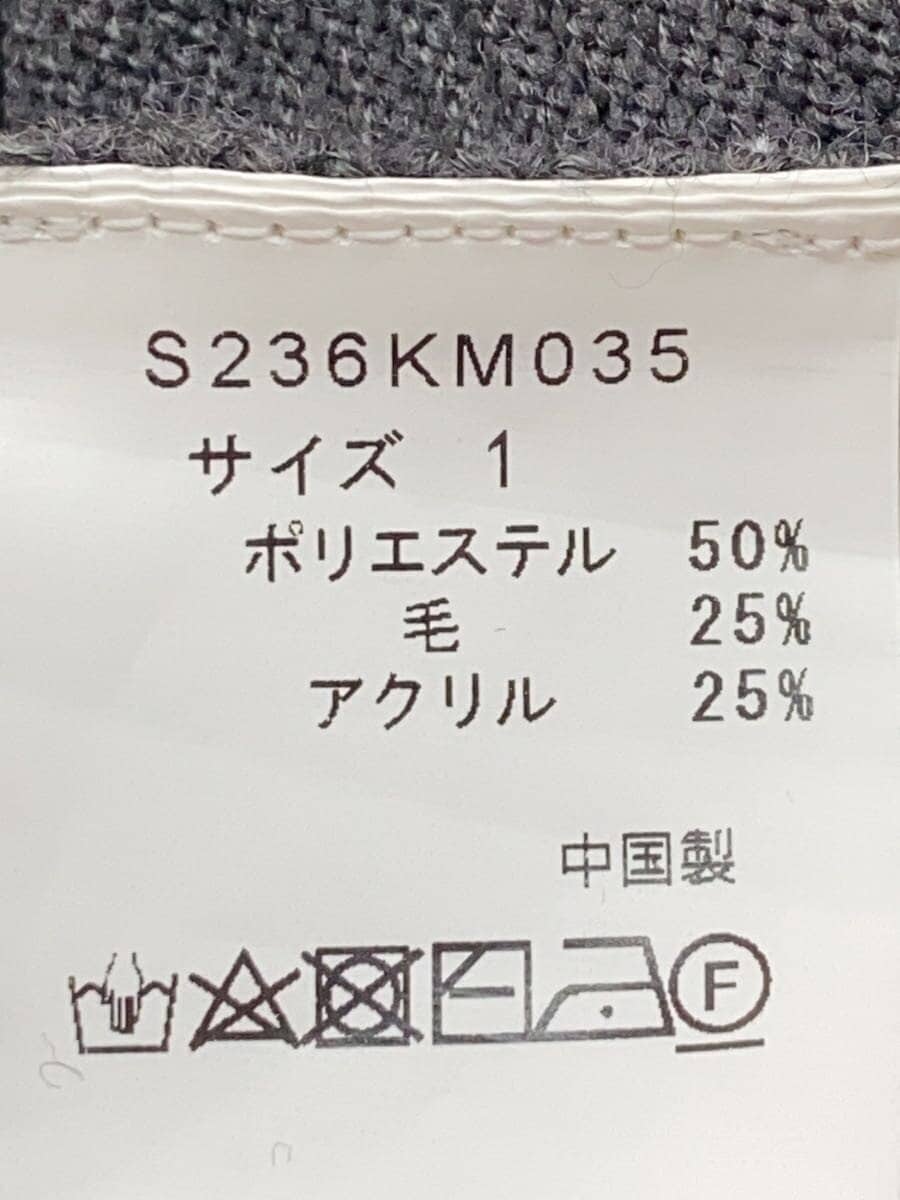 S236KM035
サイズ 1
ポリエステル 50%
毛 25%
アクリル 25%
中国製
F